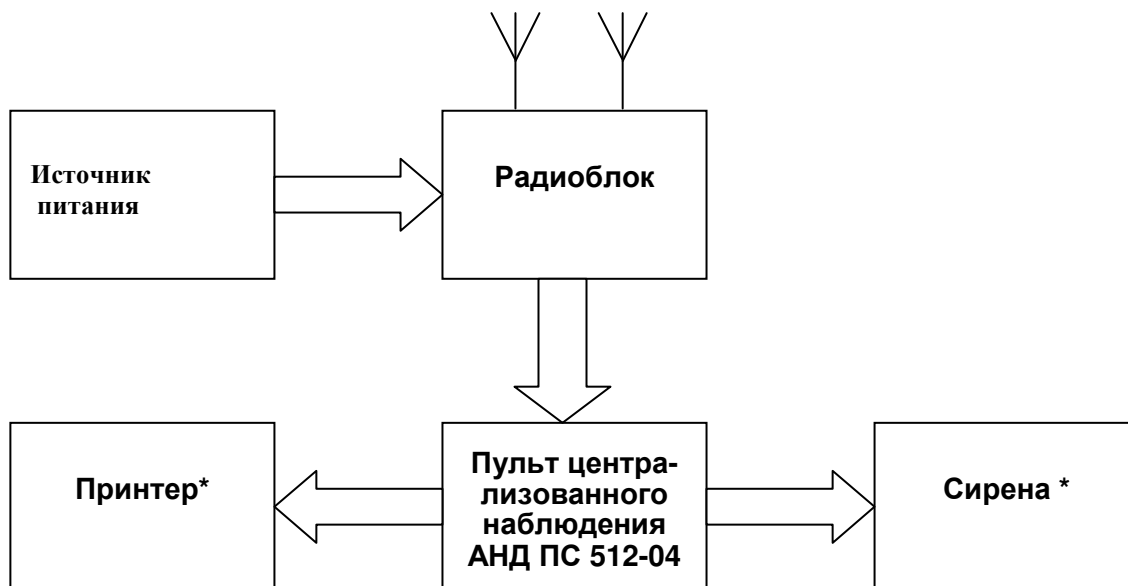 Источник
питания
Радиоблок
Принтер*
Пульт центра-
лизованного
наблюдения
АНД ПС 512-04
Сирена *